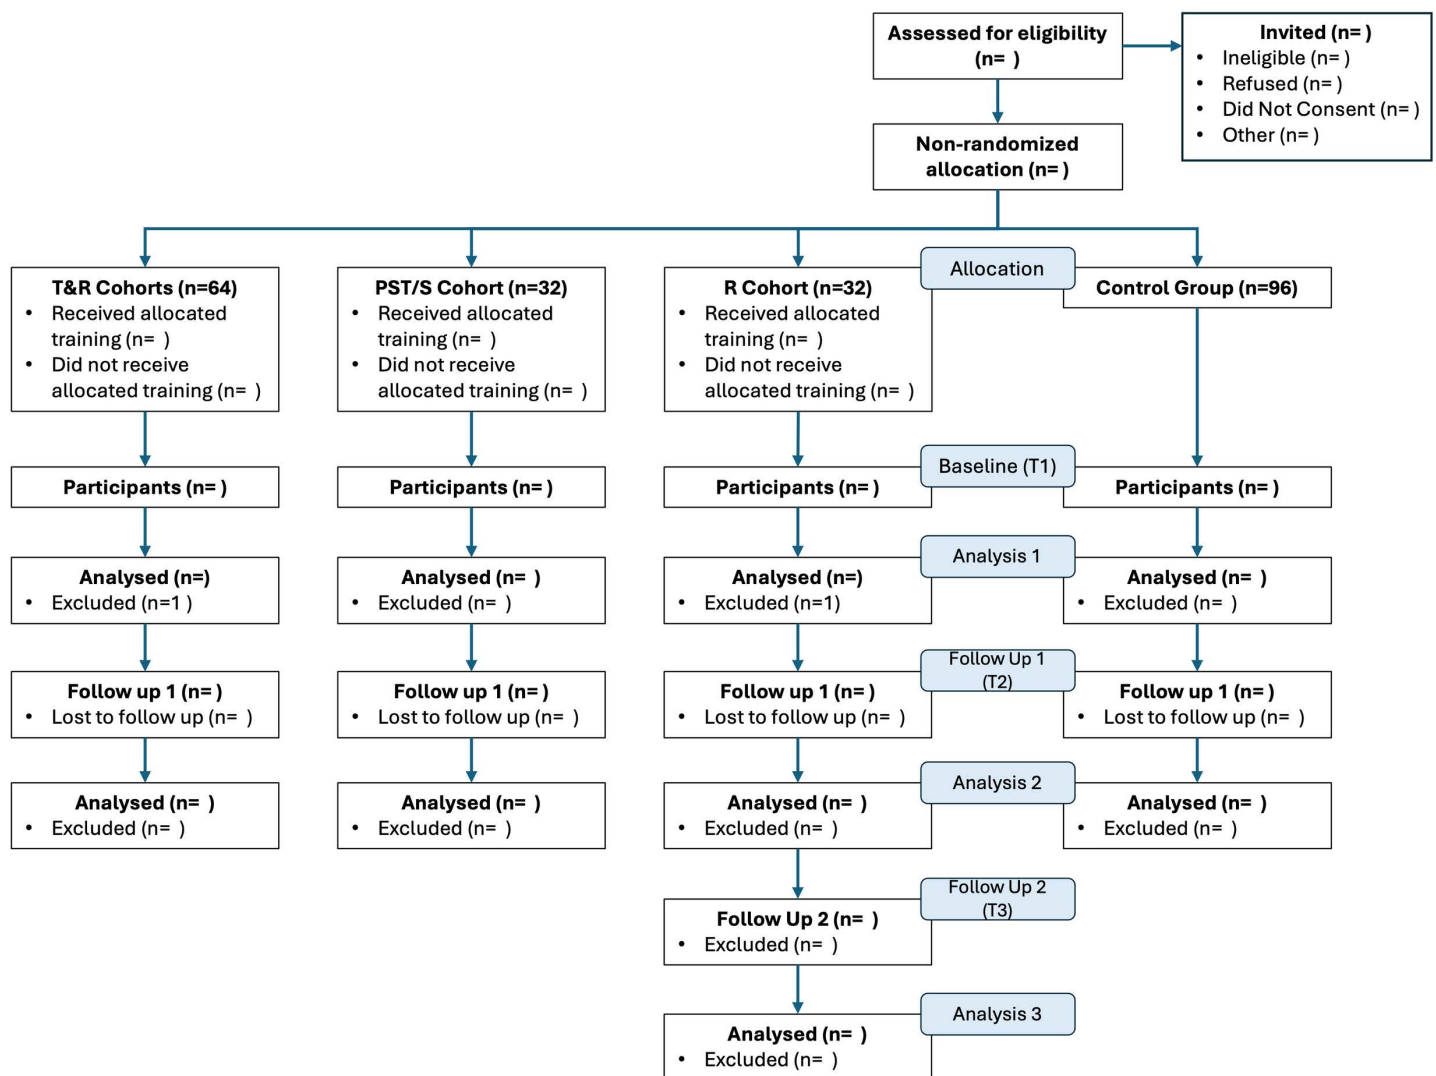 Assessed for eligibility
(n=  )
Invited (n= )
• Ineligible (n= )
• Refused (n= )
• Did Not Consent (n= )
• Other (n= )
Non-randomized
allocation (n= )
Allocation
T&R Cohorts (n=64)
• Received allocated
training (n=  )
• Did not receive
allocated training (n=  )
PST/S Cohort (n=32)
• Received allocated
training (n=  )
• Did not receive
allocated training (n=  )
R Cohort (n=32)
• Received allocated
training (n=  )
• Did not receive
allocated training (n=  )
Control Group (n=96)
Baseline (T1)
Participants (n= )
Participants (n= )
Participants (n= )
Participants (n= )
Analysis 1
Analysed (n=)
• Excluded (n=1 )
Analysed (n=  )
• Excluded (n=  )
Analysed (n=)
• Excluded (n=1)
Analysed (n=  )
• Excluded (n=  )
Follow Up 1
(T2)
Follow up 1 (n= )
• Lost to follow up (n=  )
Follow up 1 (n= )
• Lost to follow up (n=  )
Follow up 1 (n= )
• Lost to follow up (n=  )
Follow up 1 (n= )
• Lost to follow up (n=  )
Analysis 2
Analysed (n=  )
• Excluded (n=  )
Analysed (n=  )
• Excluded (n=  )
Analysed (n=  )
• Excluded (n=  )
Analysed (n=  )
• Excluded (n=  )
Follow Up 2
(T3)
Follow Up 2 (n=  )
• Excluded (n=  )
Analysis 3
Analysed (n=  )
• Excluded (n=  )